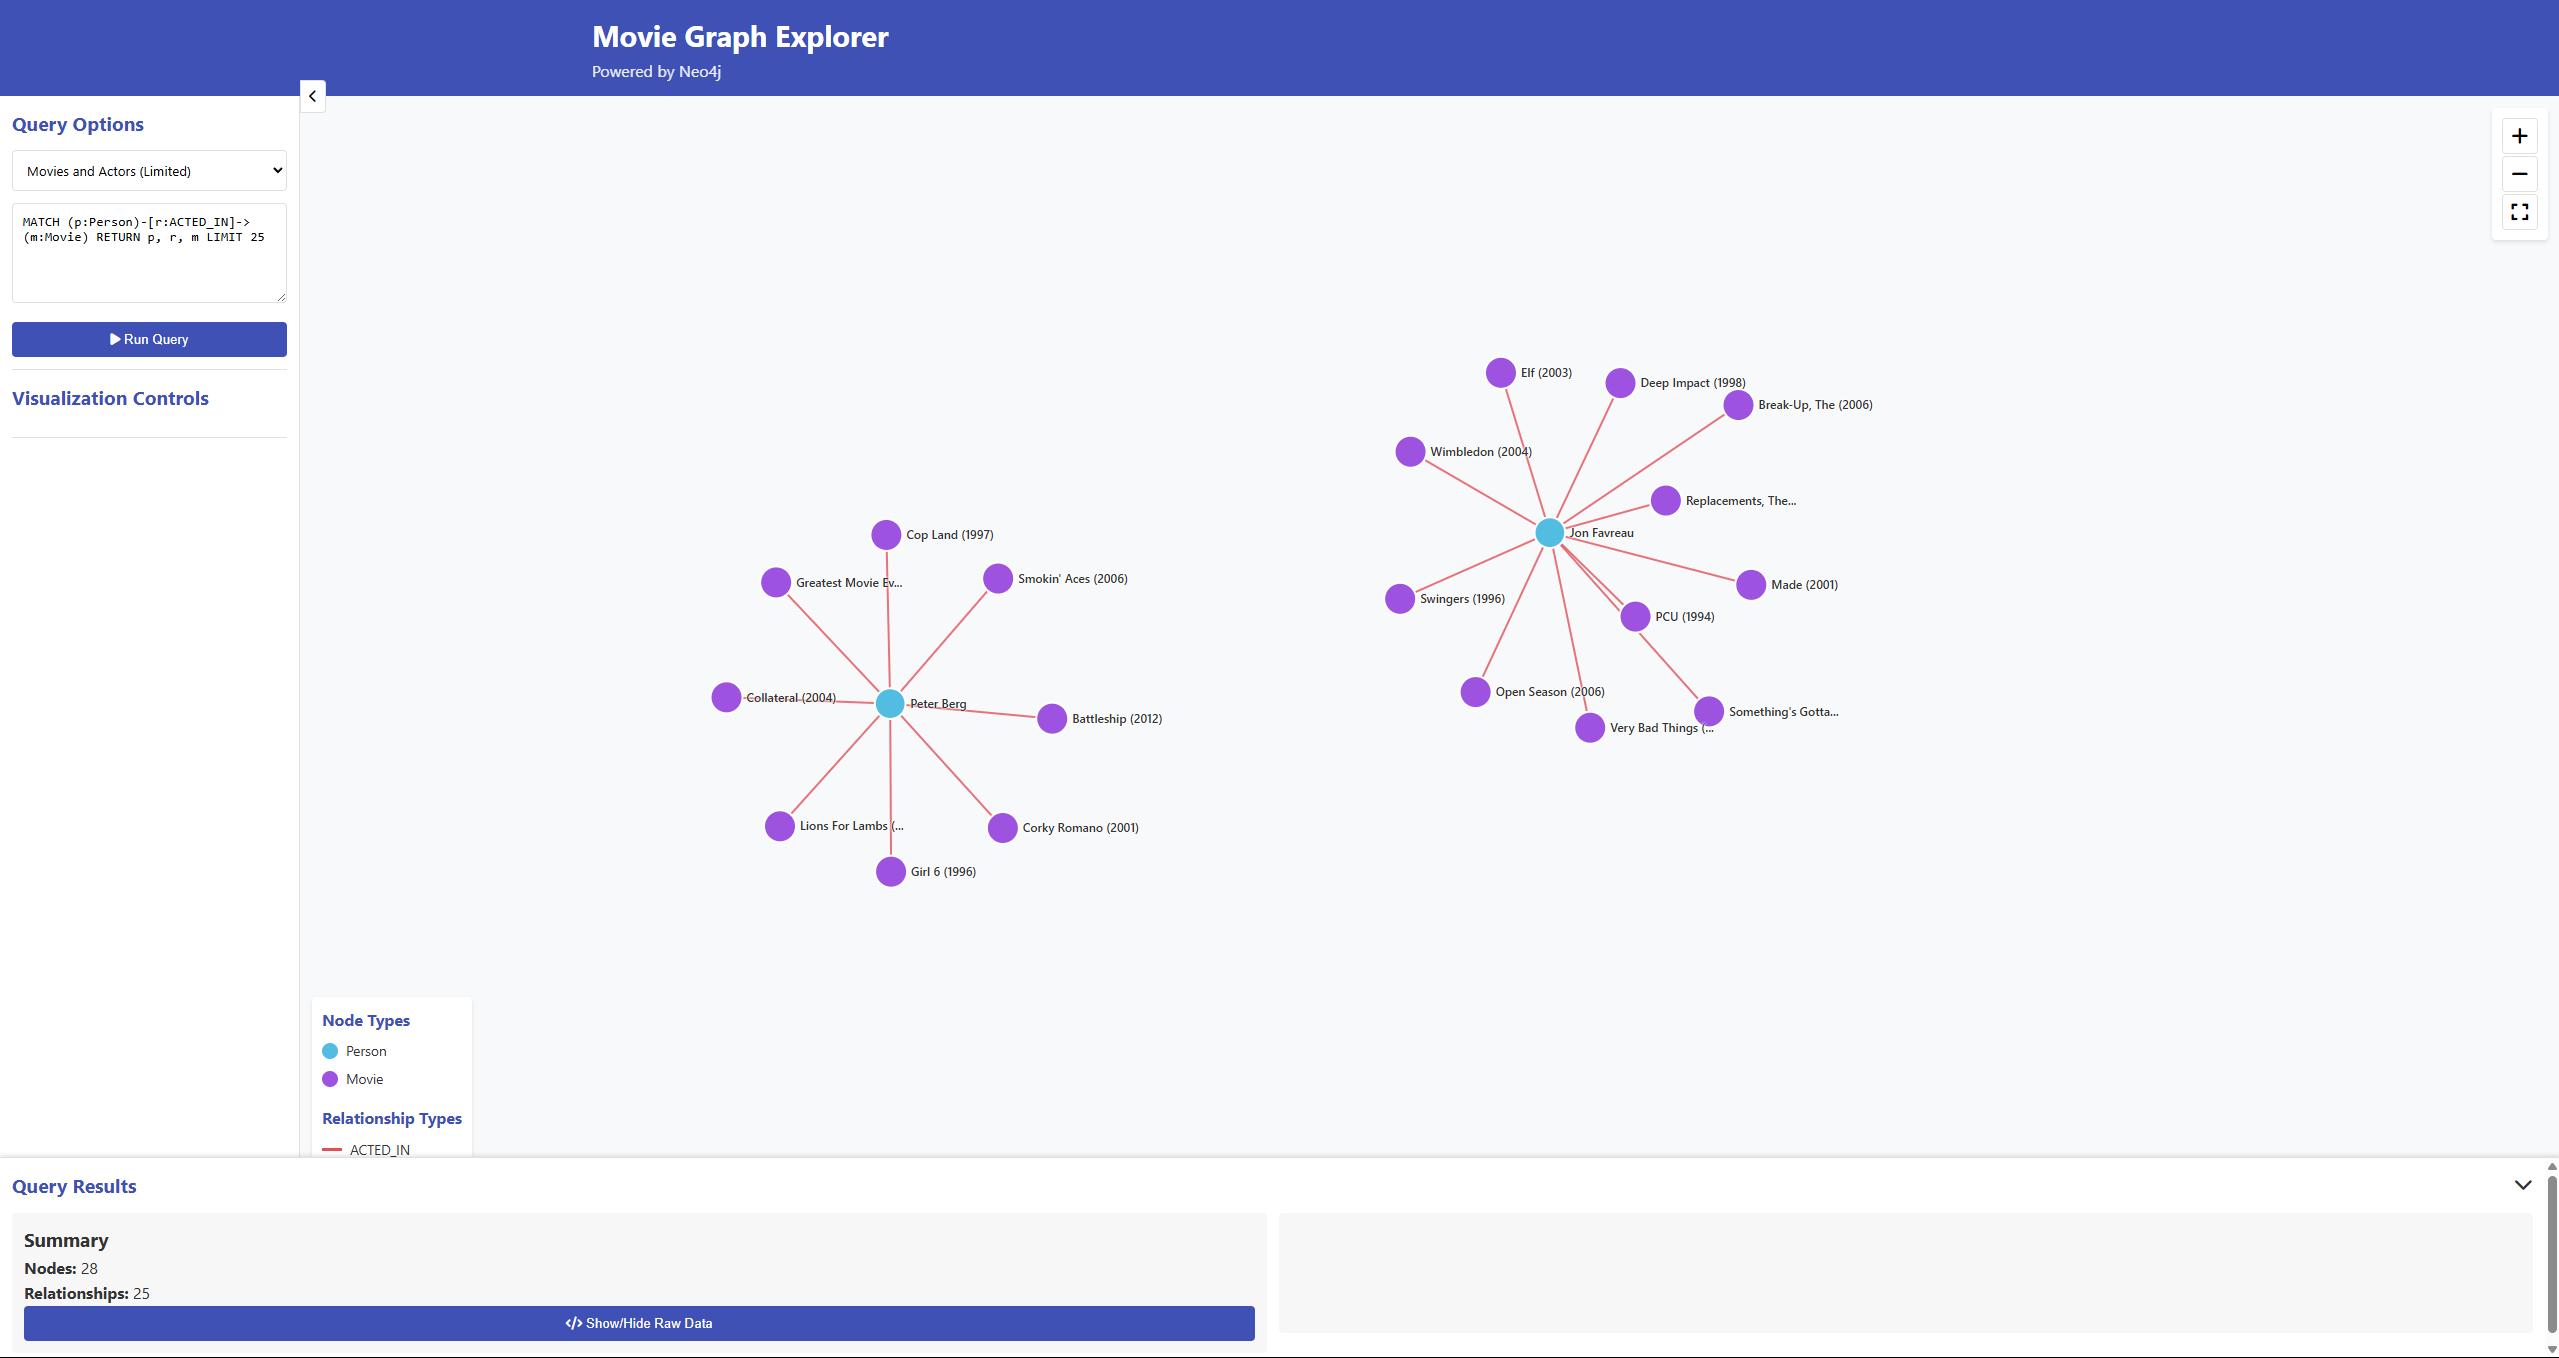 Movie Graph Explorer
Powered by Neo4j
Query Options
Movies and Actors (Limited)
MATCH (p:Person)-[r:ACTED_IN]->
(m:Movie) RETURN p, r, m LIMIT 25
Run Query
Visualization Controls
Elf (2003)
Deep Impact (1998)
Break-Up, The (2006)
Wimbledon (2004)
Replacements, The...
Jon Favreau
Made (2001)
Swingers (1996)
PCU (1994)
Open Season (2006)
Something's Gotta...
Very Bad Things (...
Cop Land (1997)
Smokin' Aces (2006)
Greatest Movie Ev...
Collateral (2004)
Peter Berg
Battleship (2012)
Lions For Lambs (...
Corky Romano (2001)
Girl 6 (1996)
Node Types
Person
Movie
Relationship Types
ACTED_IN
Query Results
Summary
Nodes: 28
Relationships: 25
</> Show/Hide Raw Data